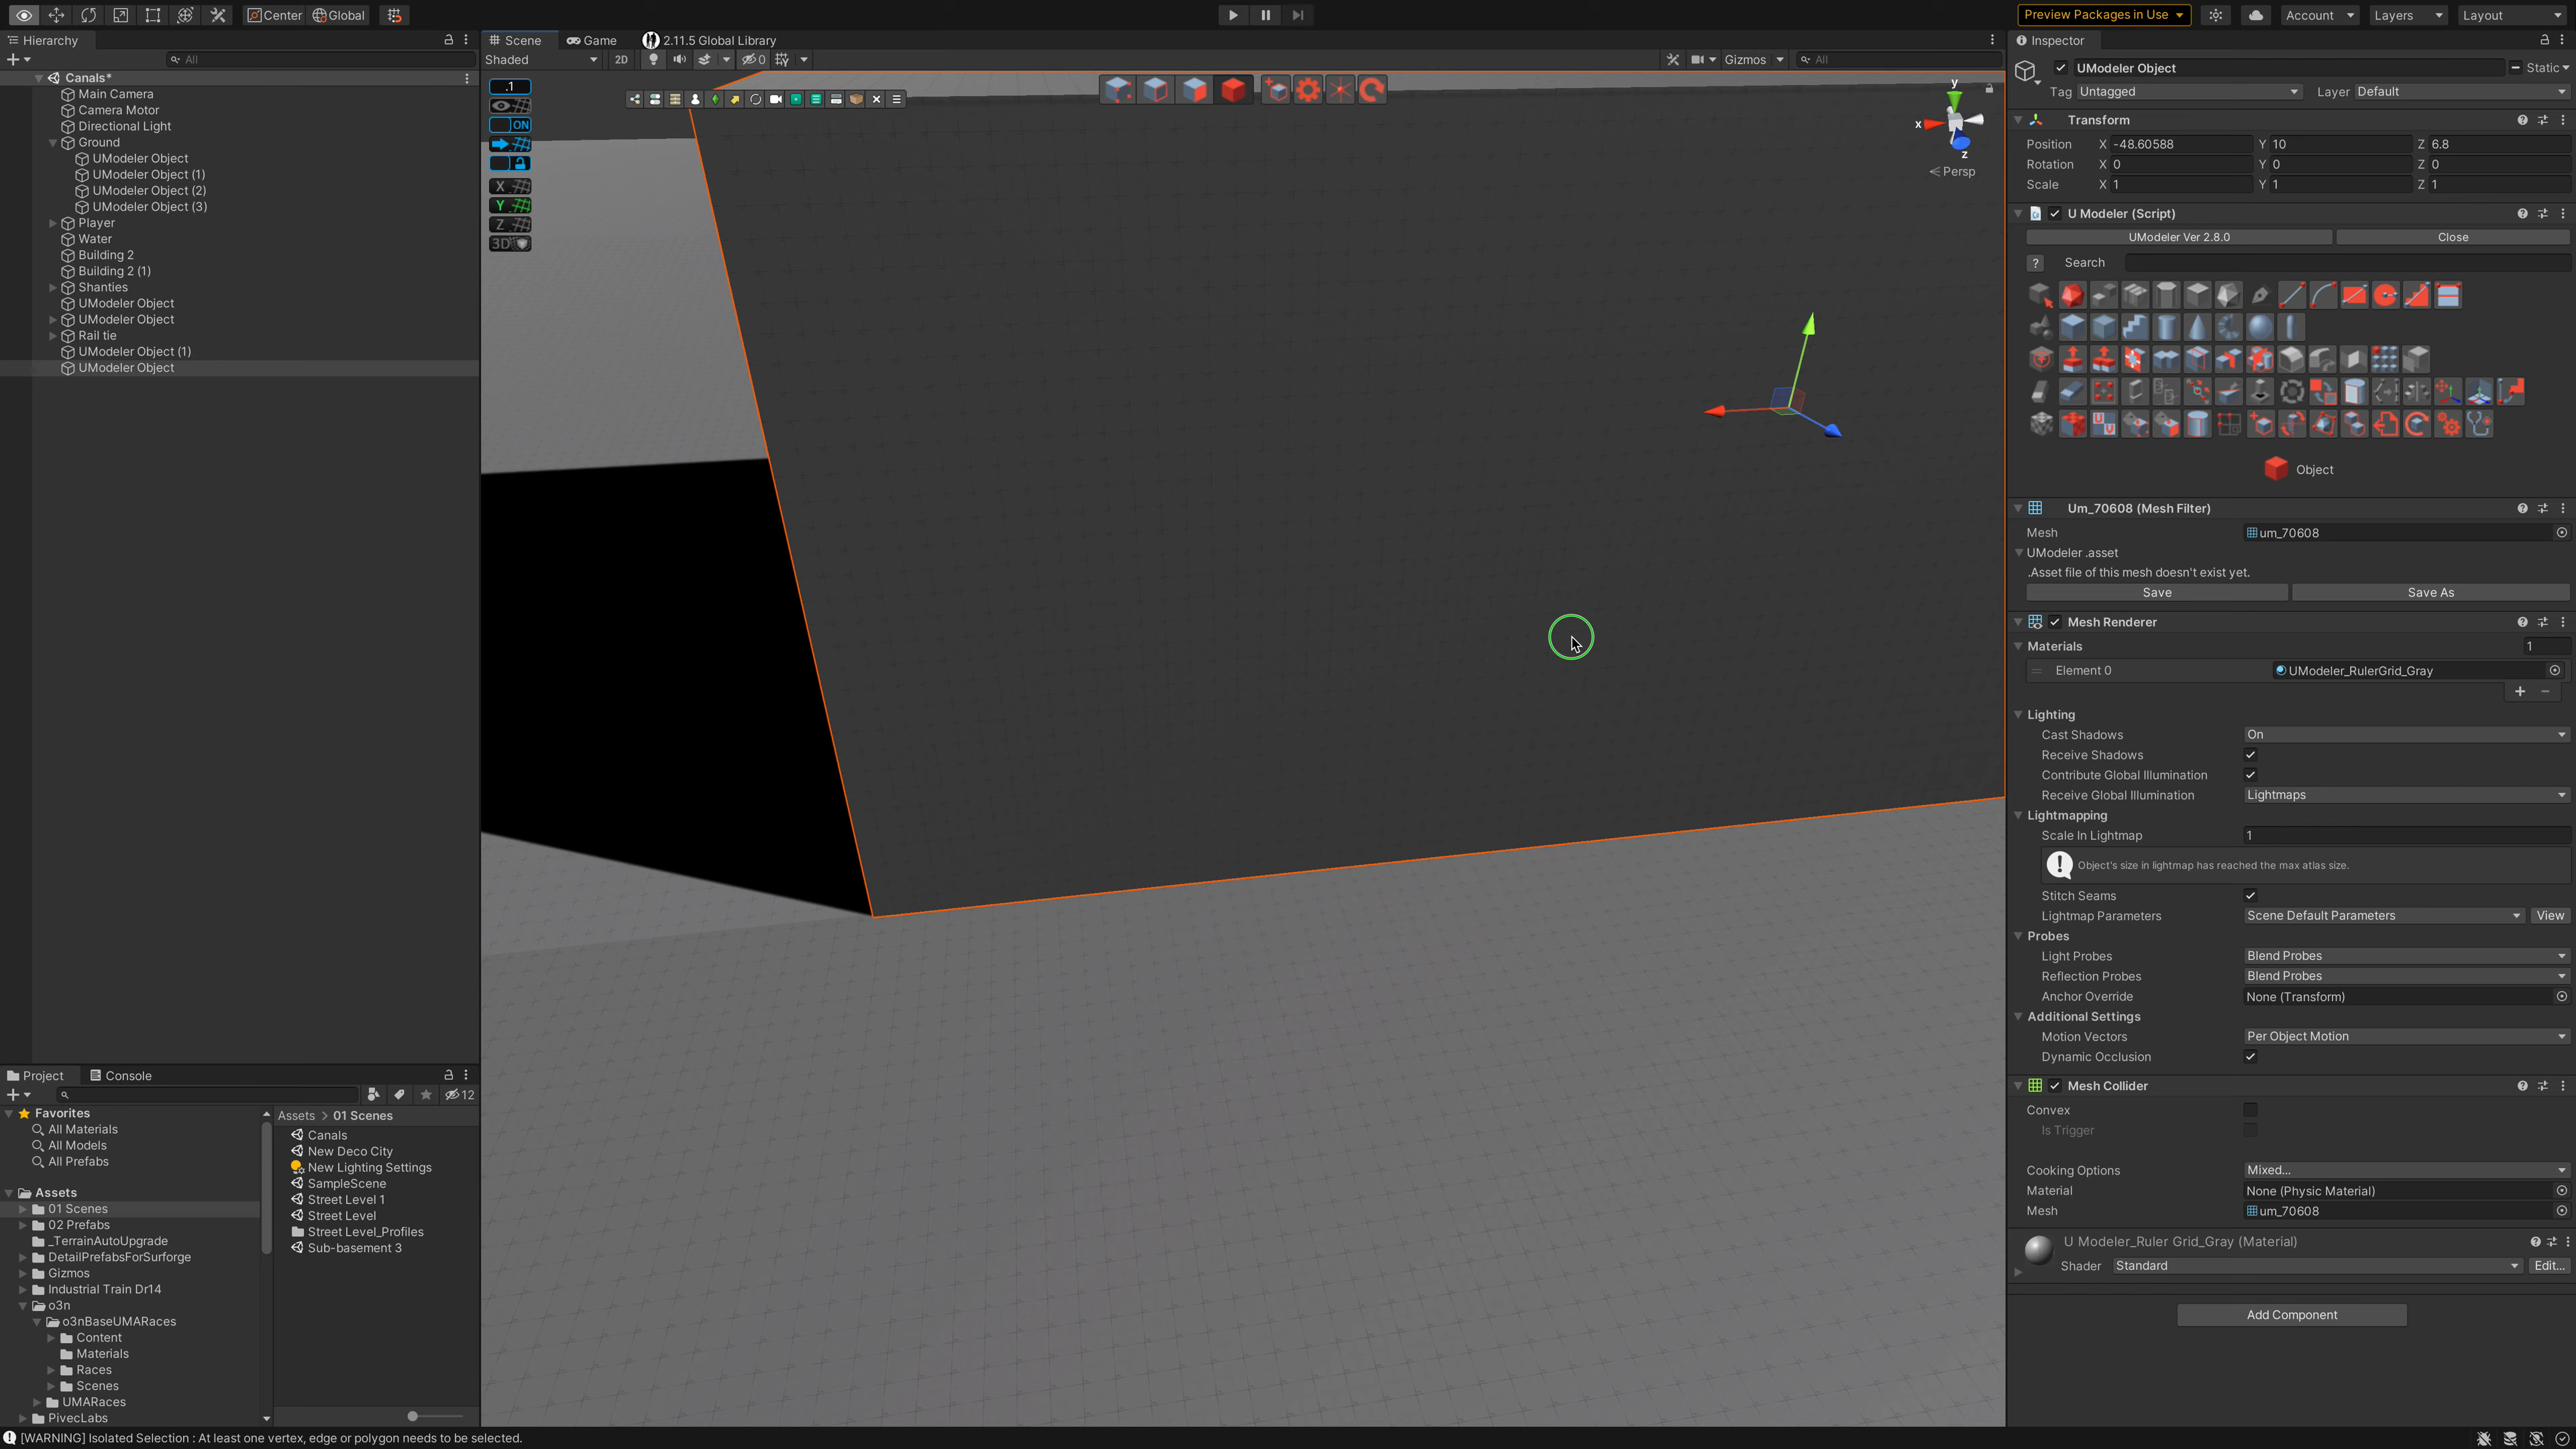 Center
Global
Preview Packages in Use
Account
Layers
Layout
Hierarchy
All
Canals*
Main Camera
Camera Motor
Directional Light
Ground
UModeler Object
UModeler Object (1)
UModeler Object (2)
UModeler Object (3)
Player
Water
Building 2
Building 2 (1)
Shanties
UModeler Object
UModeler Object
Rail tie
UModeler Object (1)
UModeler Object
Scene
Game
2.11.5 Global Library
Shaded
2D
0
Gizmos
All
.1
ON
X
Y
Z
3D
y
x
z
Persp
Inspector
UModeler Object
Static
Tag Untagged
Layer Default
Transform
Position X -48.60588 Y 10 Z 6.8
Rotation X 0 Y 0 Z 0
Scale X 1 Y 1 Z 1
U Modeler (Script)
UModeler Ver 2.8.0
Close
? Search
Object
Um_70608 (Mesh Filter)
Mesh um_70608
UModeler .asset
.Asset file of this mesh doesn't exist yet.
Save
Save As
Mesh Renderer
Materials 1
Element 0 UModeler_RulerGrid_Gray
Lighting
Cast Shadows On
Receive Shadows
Contribute Global Illumination
Receive Global Illumination Lightmaps
Lightmapping
Scale In Lightmap 1
Object's size in lightmap has reached the max atlas size.
Stitch Seams
Lightmap Parameters Scene Default Parameters View
Probes
Light Probes Blend Probes
Reflection Probes Blend Probes
Anchor Override None (Transform)
Additional Settings
Motion Vectors Per Object Motion
Dynamic Occlusion
Mesh Collider
Convex
Is Trigger
Cooking Options Mixed...
Material None (Physic Material)
Mesh um_70608
U Modeler_Ruler Grid_Gray (Material)
Shader Standard Edit...
Add Component
Project
Console
12
Favorites
All Materials
All Models
All Prefabs
Assets
01 Scenes
02 Prefabs
_TerrainAutoUpgrade
DetailPrefabsForSurforge
Gizmos
Industrial Train Dr14
o3n
o3nBaseUMARaces
Content
Materials
Races
Scenes
UMARaces
PivecLabs
Assets > 01 Scenes
Canals
New Deco City
New Lighting Settings
SampleScene
Street Level 1
Street Level
Street Level_Profiles
Sub-basement 3
[WARNING] Isolated Selection : At least one vertex, edge or polygon needs to be selected.